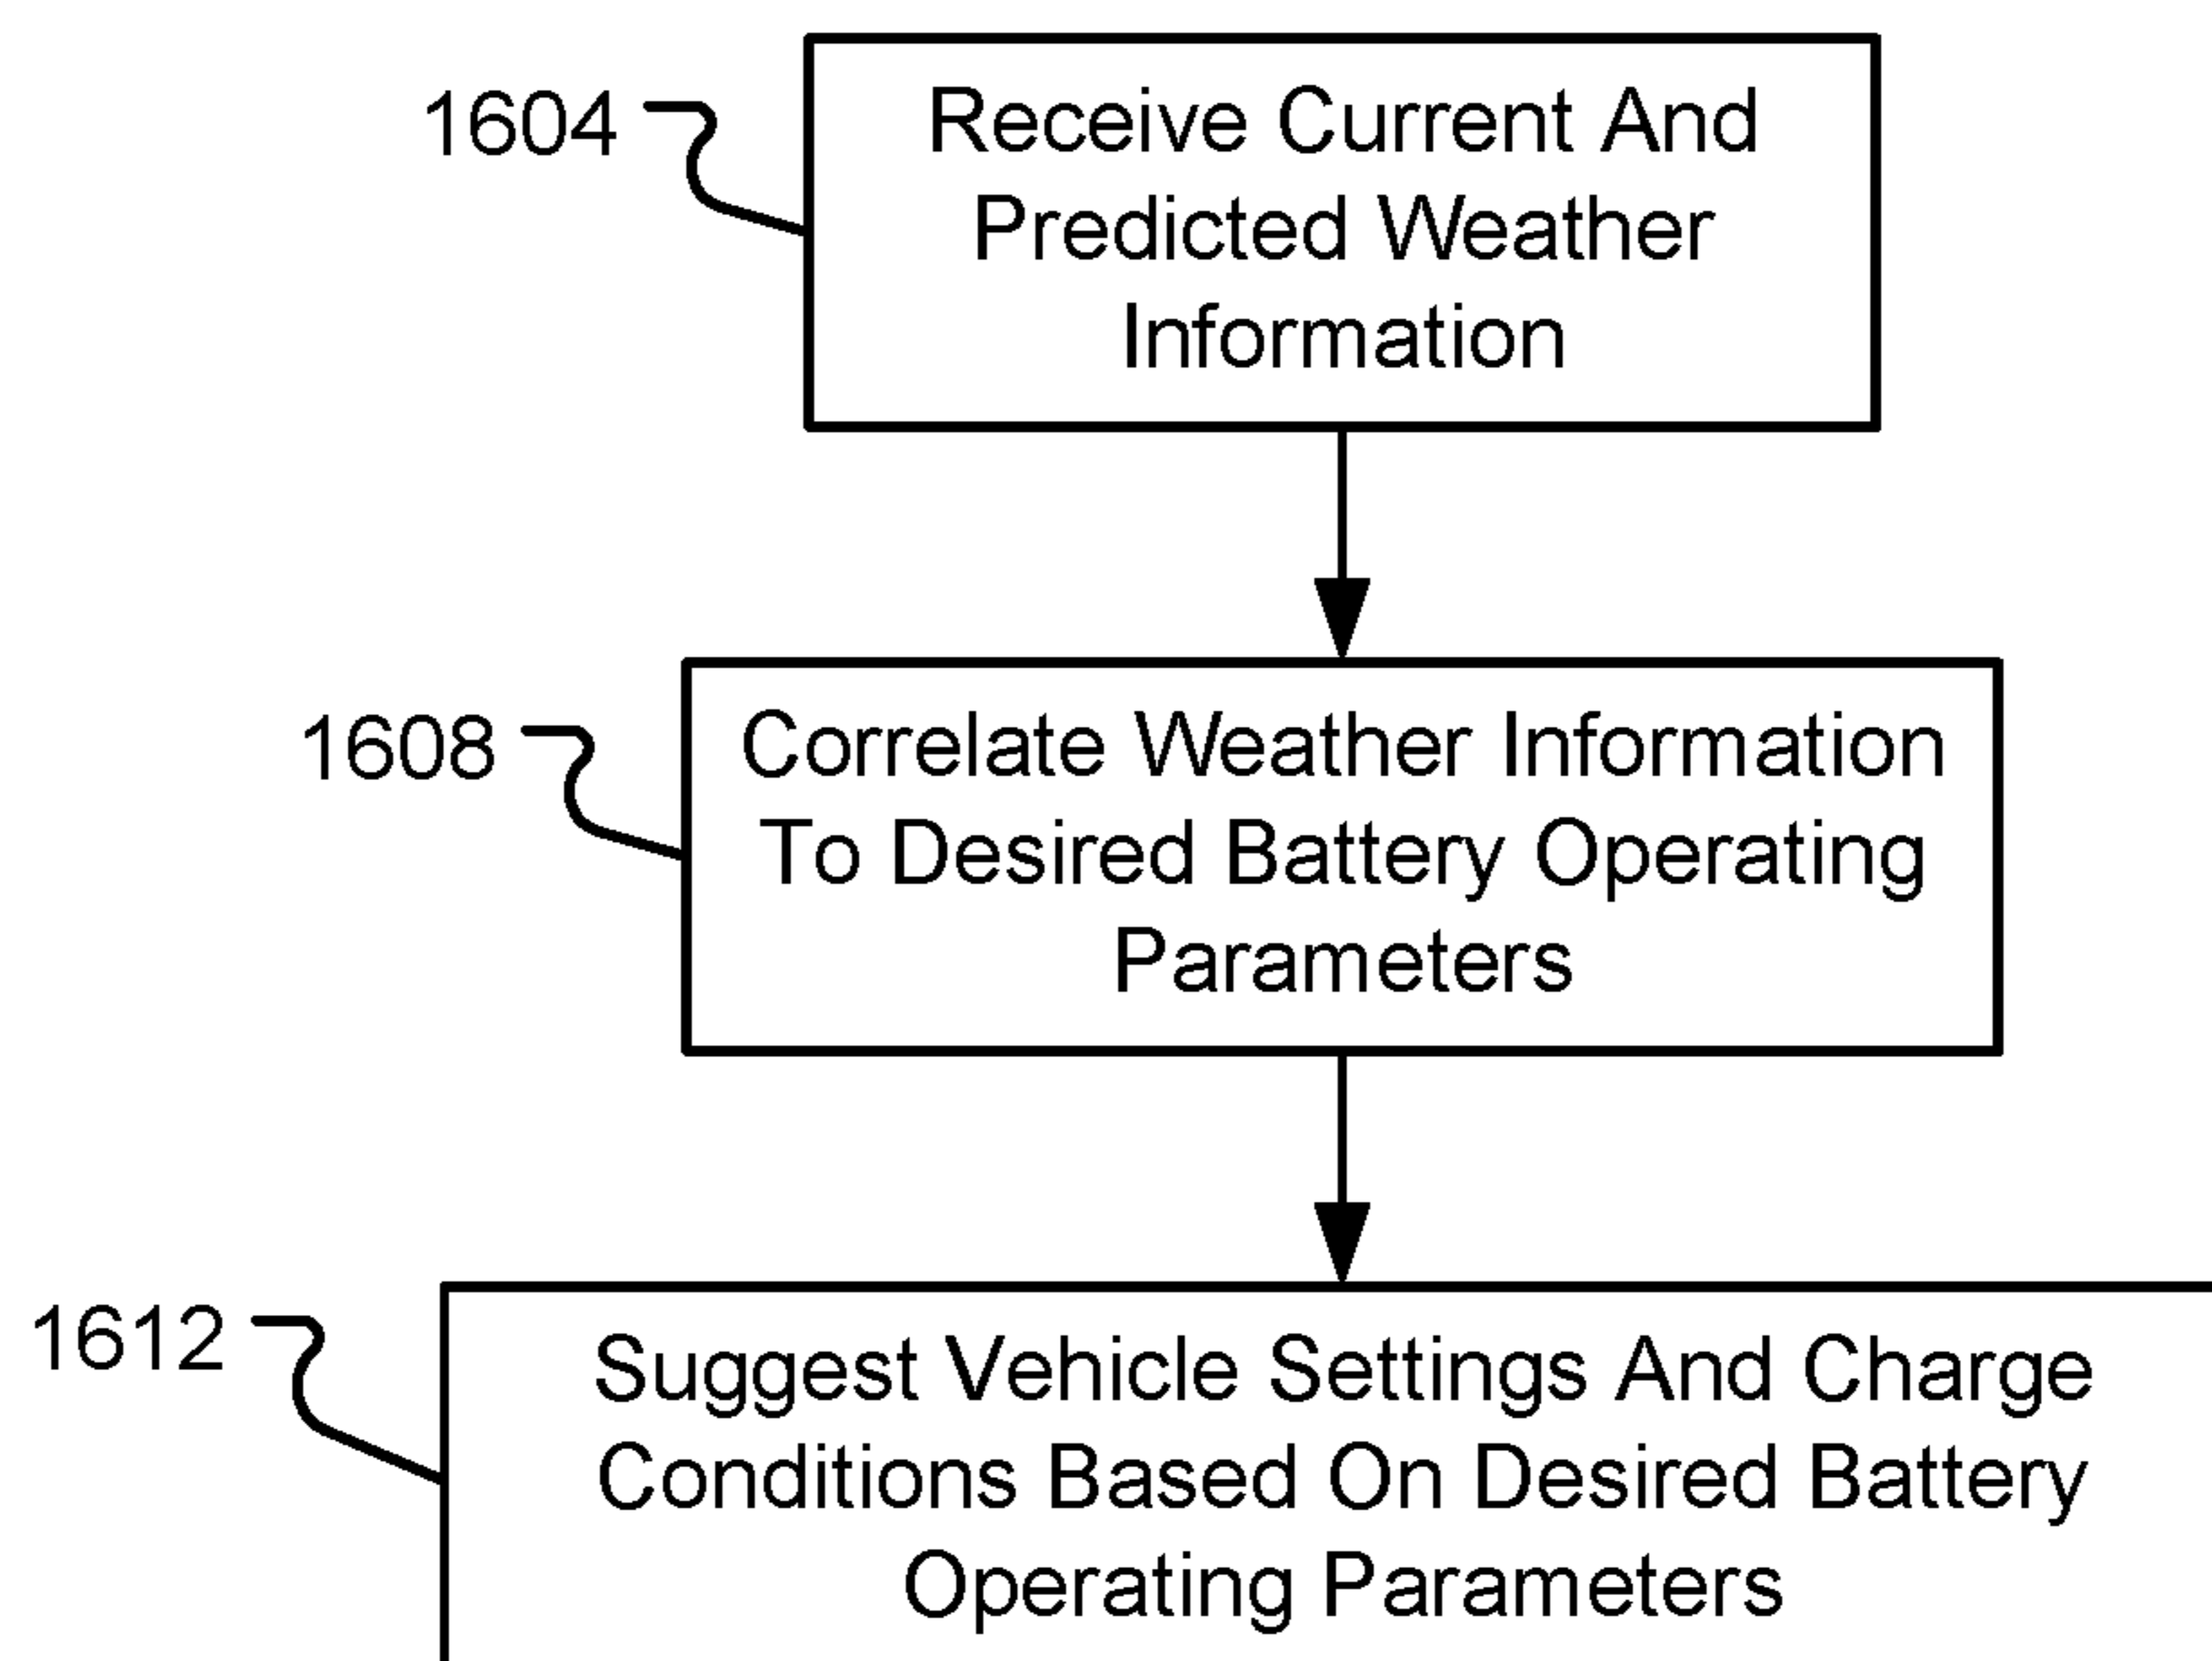 1604
Receive Current And
Predicted Weather
Information
1608
Correlate Weather Information
To Desired Battery Operating
Parameters
1612
Suggest Vehicle Settings And Charge
Conditions Based On Desired Battery
Operating Parameters